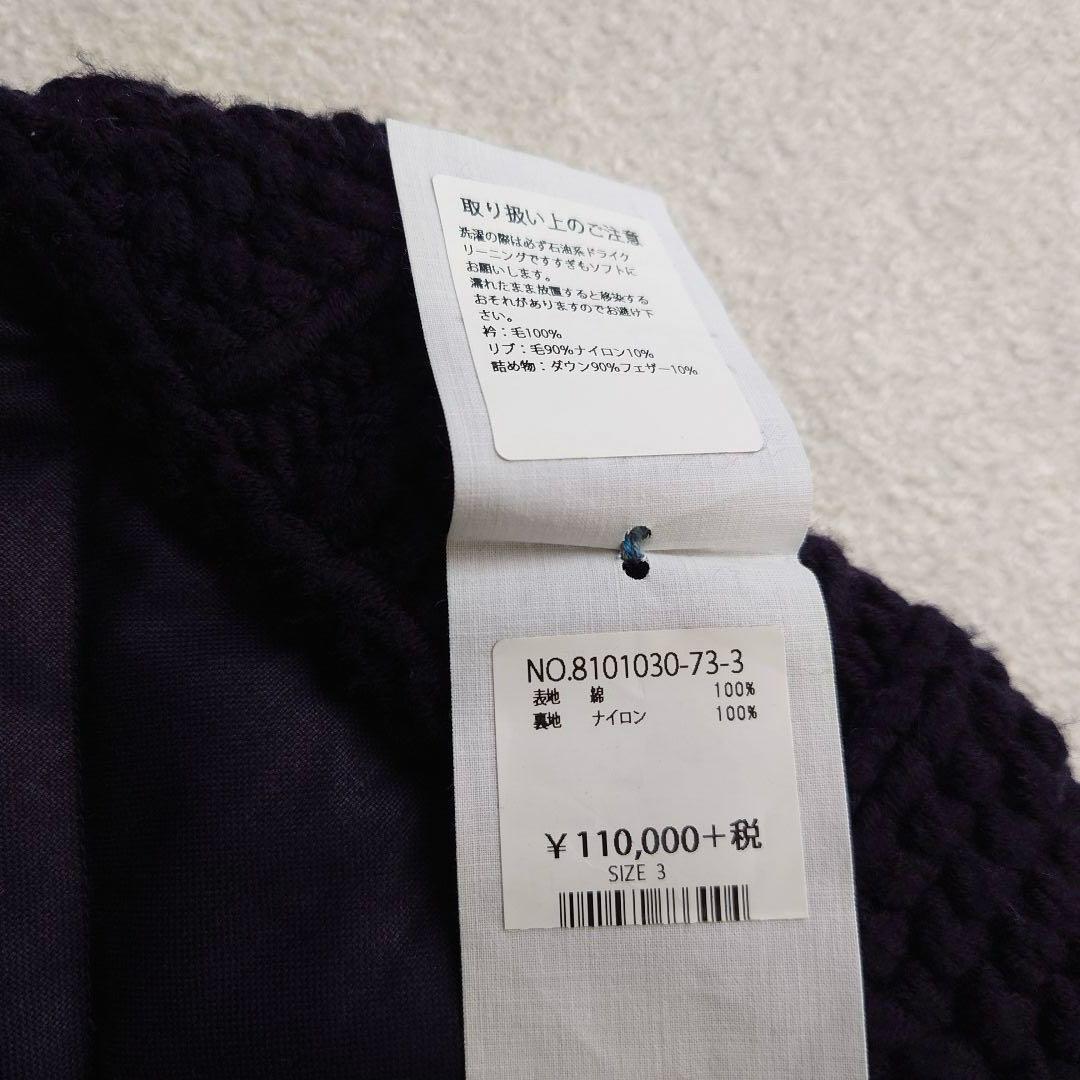 取り扱い上のご注意
洗濯の際は必ず石油系ドライク
リーニングですすぎもソフトに
お願いします。
濡れたまま放置すると移染する
おそれがありますのでお避け下
さい。
衿：毛100%
リブ：毛90%ナイロン10%
詰め物：ダウン90%フェザー10%
NO.8101030-73-3
表地 綿 100%
裏地 ナイロン 100%
¥110,000+税
SIZE 3